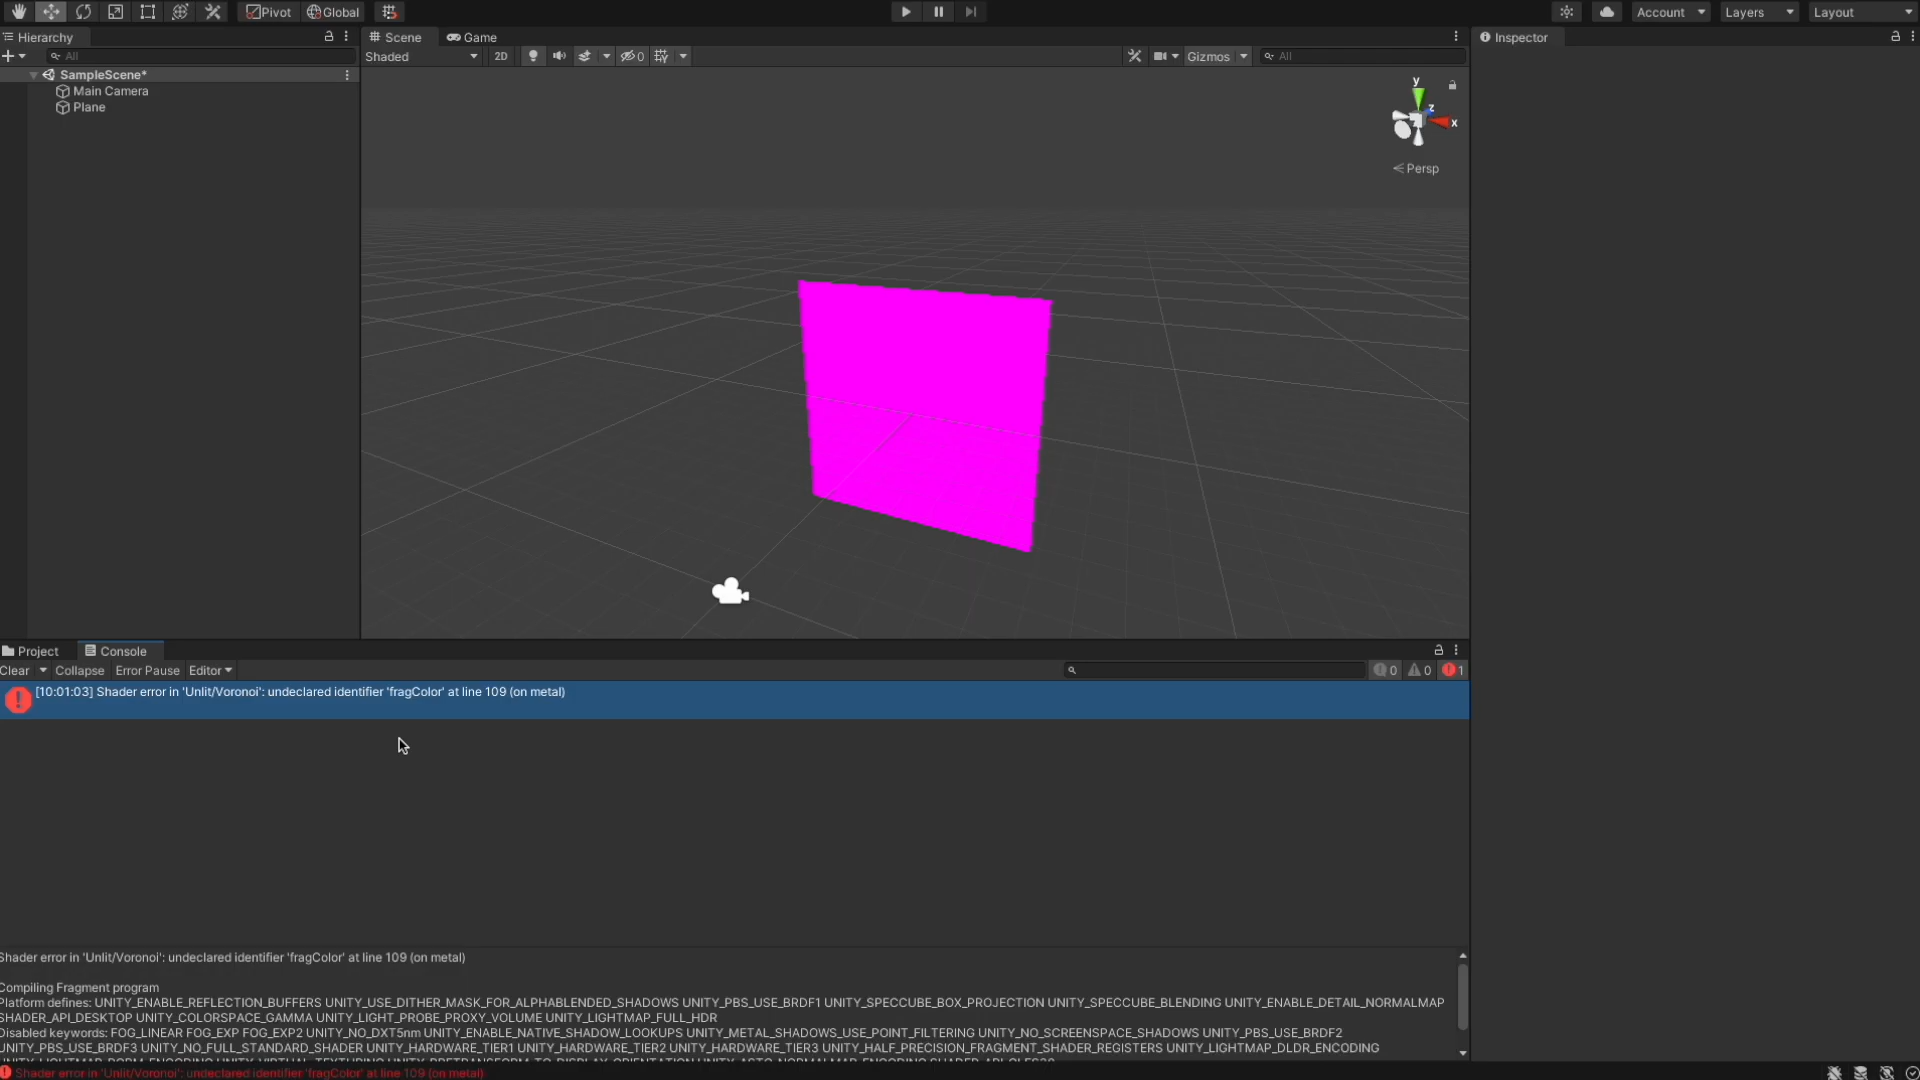 Pivot
Global
Account
Layers
Layout
Hierarchy
All
SampleScene*
Main Camera
Plane
Scene
Game
Shaded
2D
0
Gizmos
All
y
z
x
Persp
Inspector
Project
Console
Clear
Collapse
Error Pause
Editor
0
0
1
[10:01:03] Shader error in 'Unlit/Voronoi': undeclared identifier 'fragColor' at line 109 (on metal)
Shader error in 'Unlit/Voronoi': undeclared identifier 'fragColor' at line 109 (on metal)
Compiling Fragment program
Platform defines: UNITY_ENABLE_REFLECTION_BUFFERS UNITY_USE_DITHER_MASK_FOR_ALPHABLENDED_SHADOWS UNITY_PBS_USE_BRDF1 UNITY_SPECCUBE_BOX_PROJECTION UNITY_SPECCUBE_BLENDING UNITY_ENABLE_DETAIL_NORMALMAP
SHADER_API_DESKTOP UNITY_COLORSPACE_GAMMA UNITY_LIGHT_PROBE_PROXY_VOLUME UNITY_LIGHTMAP_FULL_HDR
Disabled keywords: FOG_LINEAR FOG_EXP FOG_EXP2 UNITY_NO_DXT5nm UNITY_ENABLE_NATIVE_SHADOW_LOOKUPS UNITY_METAL_SHADOWS_USE_POINT_FILTERING UNITY_NO_SCREENSPACE_SHADOWS UNITY_PBS_USE_BRDF2
UNITY_PBS_USE_BRDF3 UNITY_NO_FULL_STANDARD_SHADER UNITY_HARDWARE_TIER1 UNITY_HARDWARE_TIER2 UNITY_HARDWARE_TIER3 UNITY_HALF_PRECISION_FRAGMENT_SHADER_REGISTERS UNITY_LIGHTMAP_DLDR_ENCODING
Shader error in 'Unlit/Voronoi': undeclared identifier 'fragColor' at line 109 (on metal)